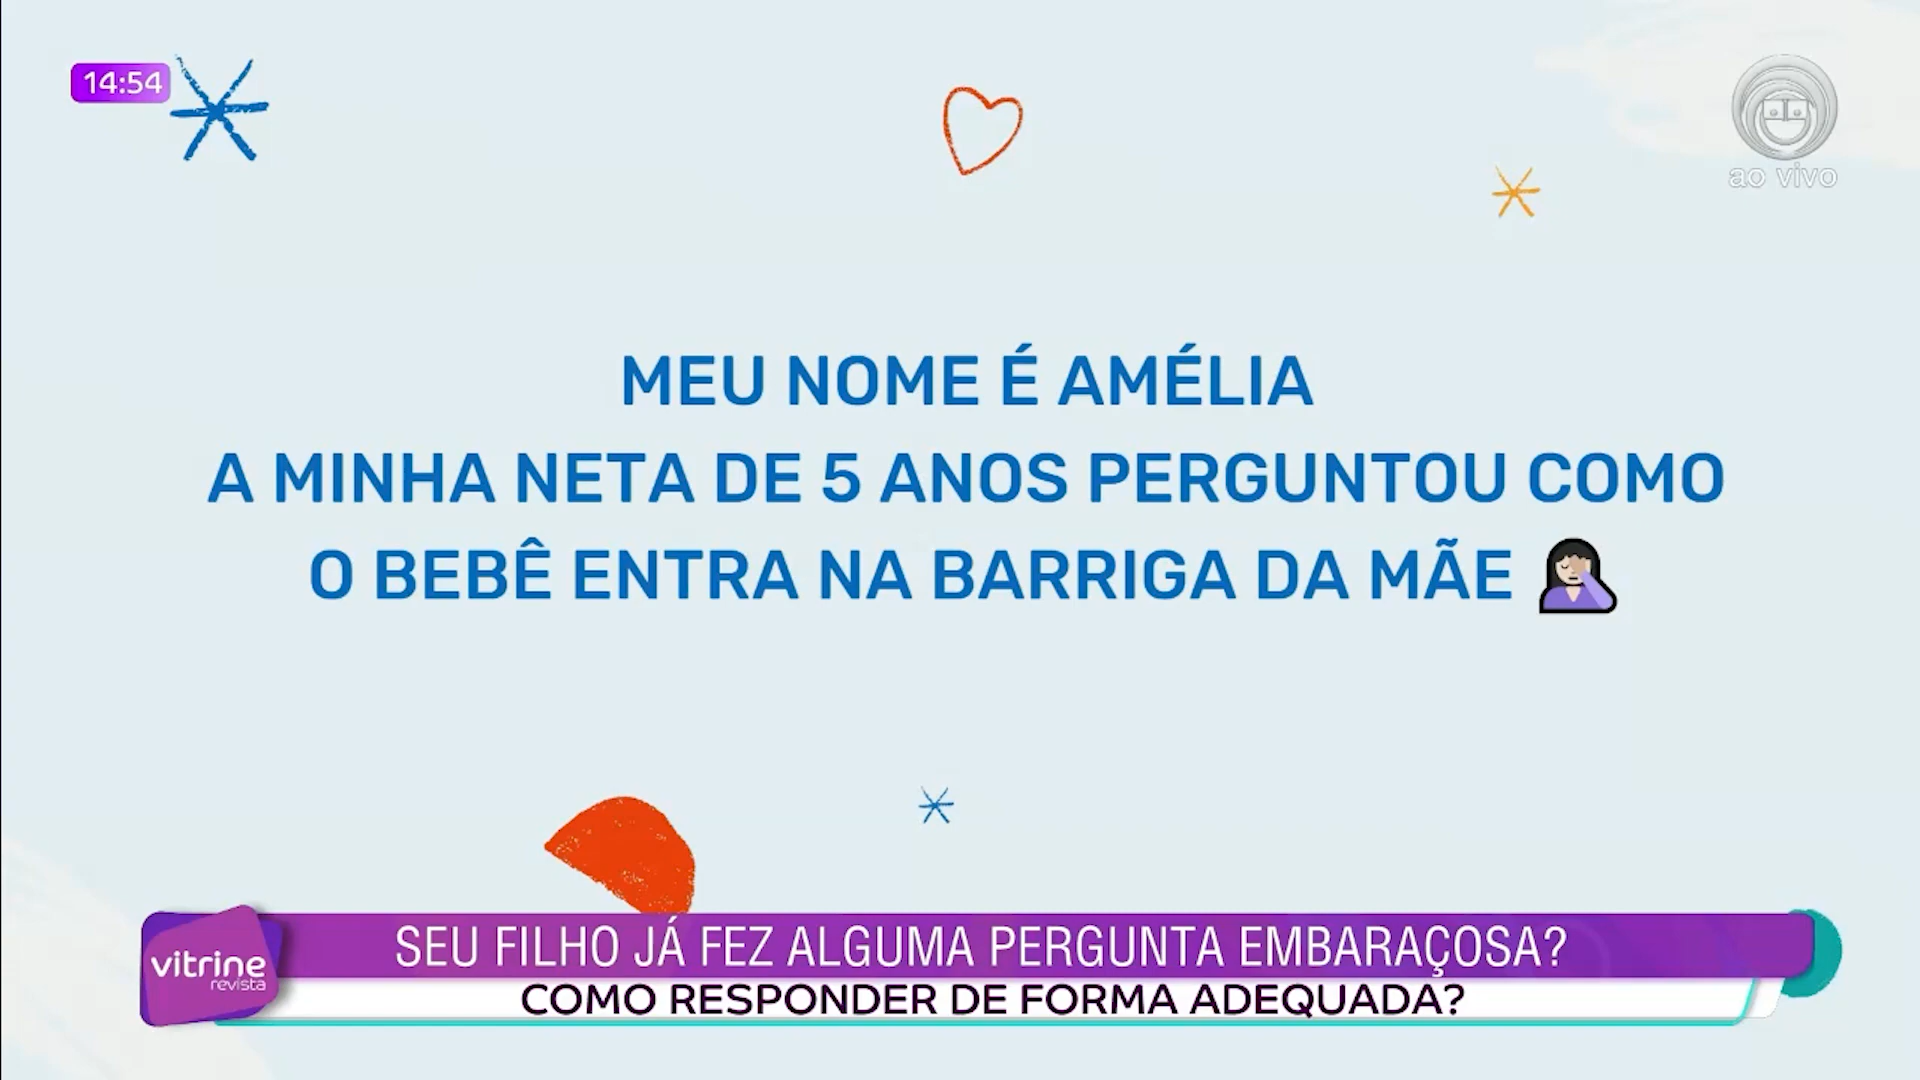 14:54
ao vivo
MEU NOME É AMÉLIA
A MINHA NETA DE 5 ANOS PERGUNTOU COMO
O BEBÊ ENTRA NA BARRIGA DA MÃE 🤦🏻‍♀️
vitrine
revista
SEU FILHO JÁ FEZ ALGUMA PERGUNTA EMBARAÇOSA?
COMO RESPONDER DE FORMA ADEQUADA?